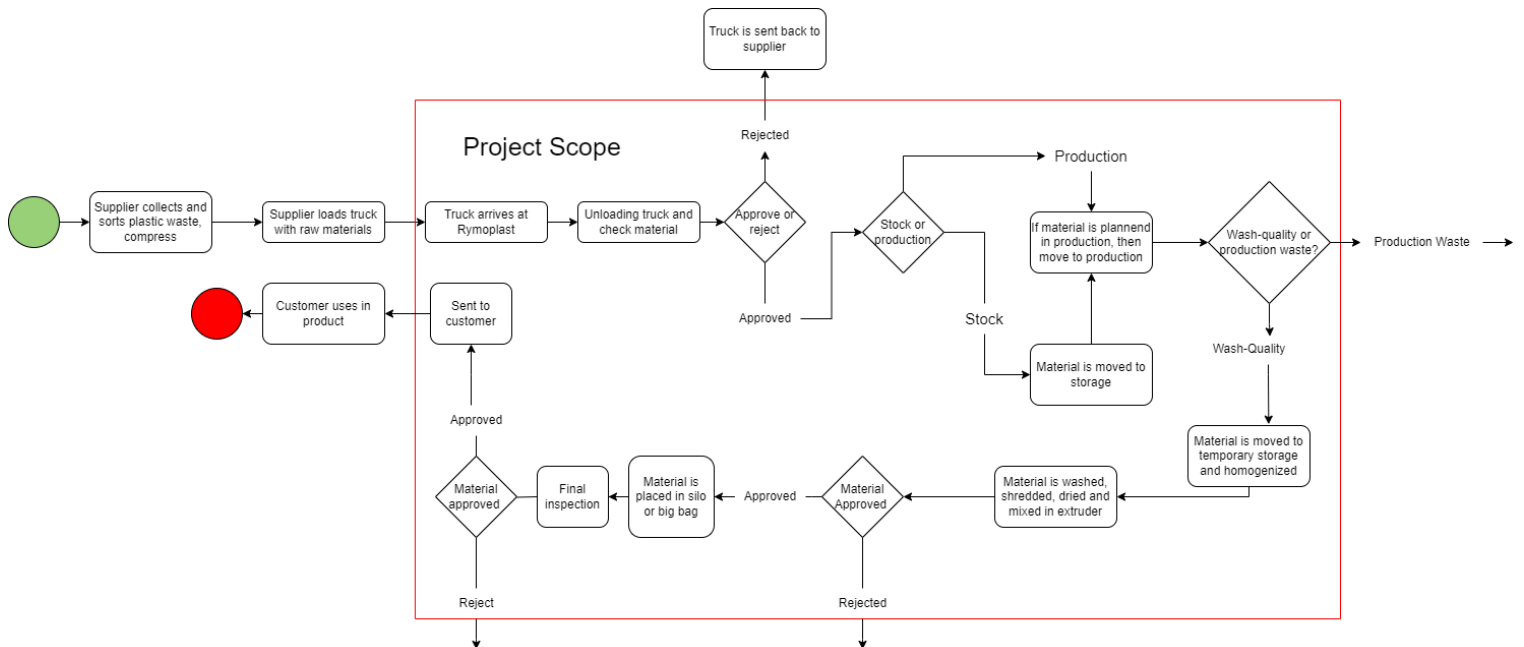 Truck is sent back to
supplier
Project Scope
Rejected
Production
Supplier collects and
sorts plastic waste,
compress
Supplier loads truck
with raw materials
Truck arrives at
Rymoplast
Unloading truck and
check material
Approve or
reject
Stock or
production
If material is plannend
in production, then
move to production
Wash-quality or
production waste?
Production Waste
Customer uses in
product
Sent to
customer
Approved
Stock
Wash-Quality
Material is moved to
storage
Approved
Material is moved to
temporary storage
and homogenized
Material
approved
Final
inspection
Material is
placed in silo
or big bag
Approved
Material
Approved
Material is washed,
shredded, dried and
mixed in extruder
Reject
Rejected